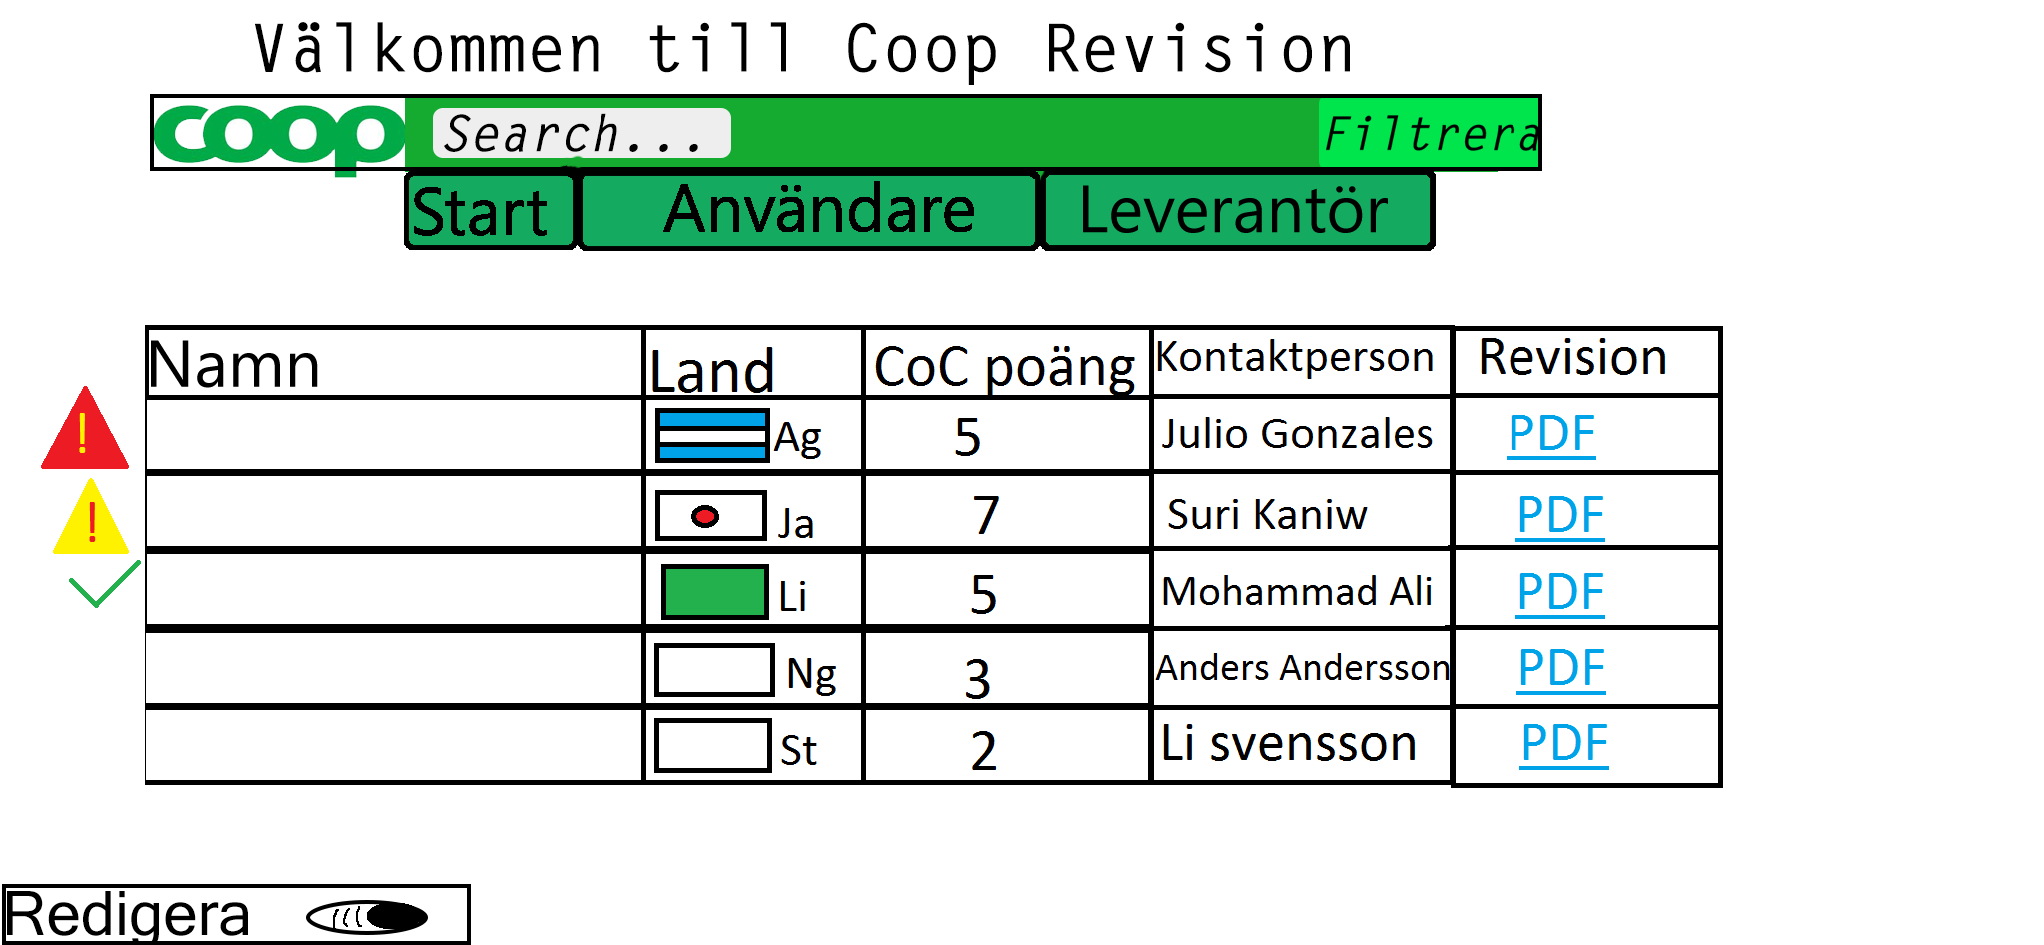 Välkommen till Coop Revision
coop Search... Filtrera
Start Användare Leverantör
Namn Land CoC poäng Kontaktperson Revision
! Ag 5 Julio Gonzales PDF
! Ja 7 Suri Kaniw PDF
Li 5 Mohammad Ali PDF
Ng 3 Anders Andersson PDF
St 2 Li svensson PDF
Redigera